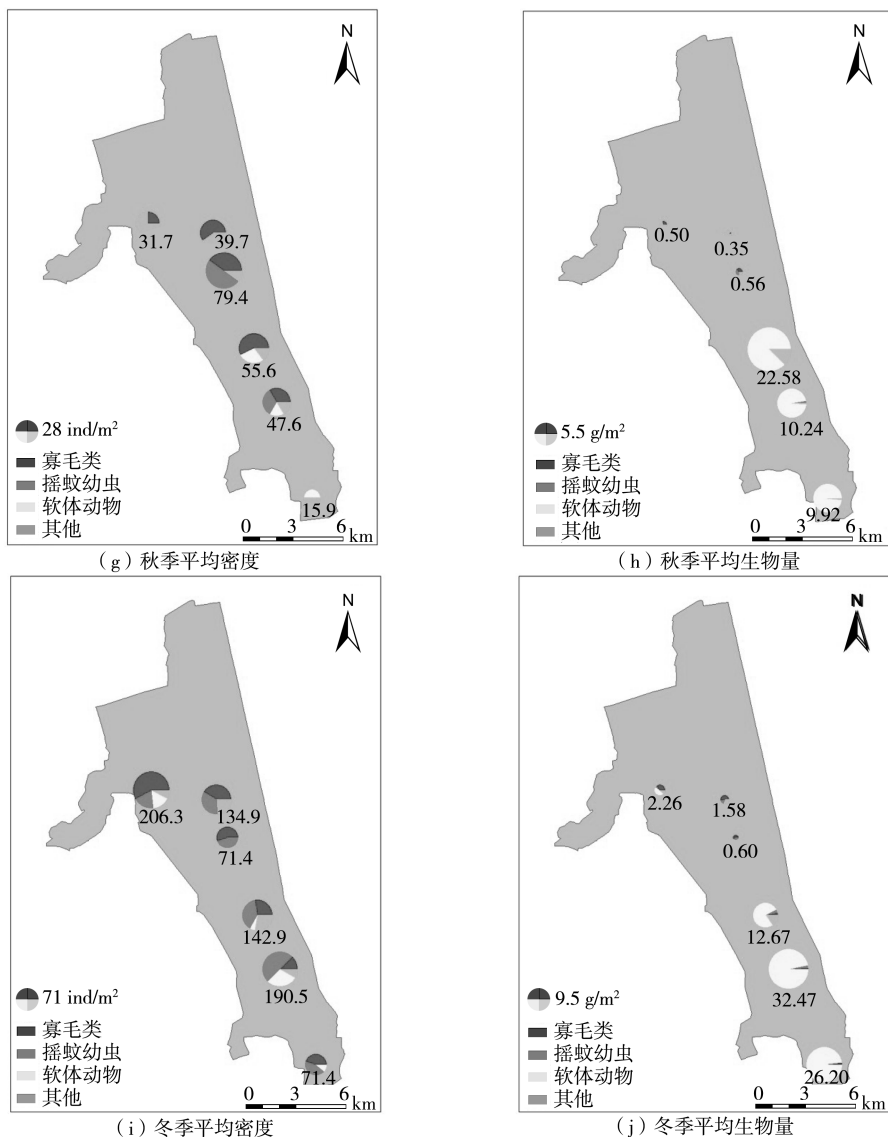 N
31.7
39.7
79.4
55.6
47.6
15.9
28 ind/m²
寡毛类
摇蚊幼虫
软体动物
其他
0 3 6 km
(g)秋季平均密度
N
0.50
0.35
0.56
22.58
10.24
9.92
5.5 g/m²
寡毛类
摇蚊幼虫
软体动物
其他
0 3 6 km
(h)秋季平均生物量
N
206.3
134.9
71.4
142.9
190.5
71.4
71 ind/m²
寡毛类
摇蚊幼虫
软体动物
其他
0 3 6 km
(i)冬季平均密度
N
2.26
1.58
0.60
12.67
32.47
26.20
9.5 g/m²
寡毛类
摇蚊幼虫
软体动物
其他
0 3 6 km
(j)冬季平均生物量